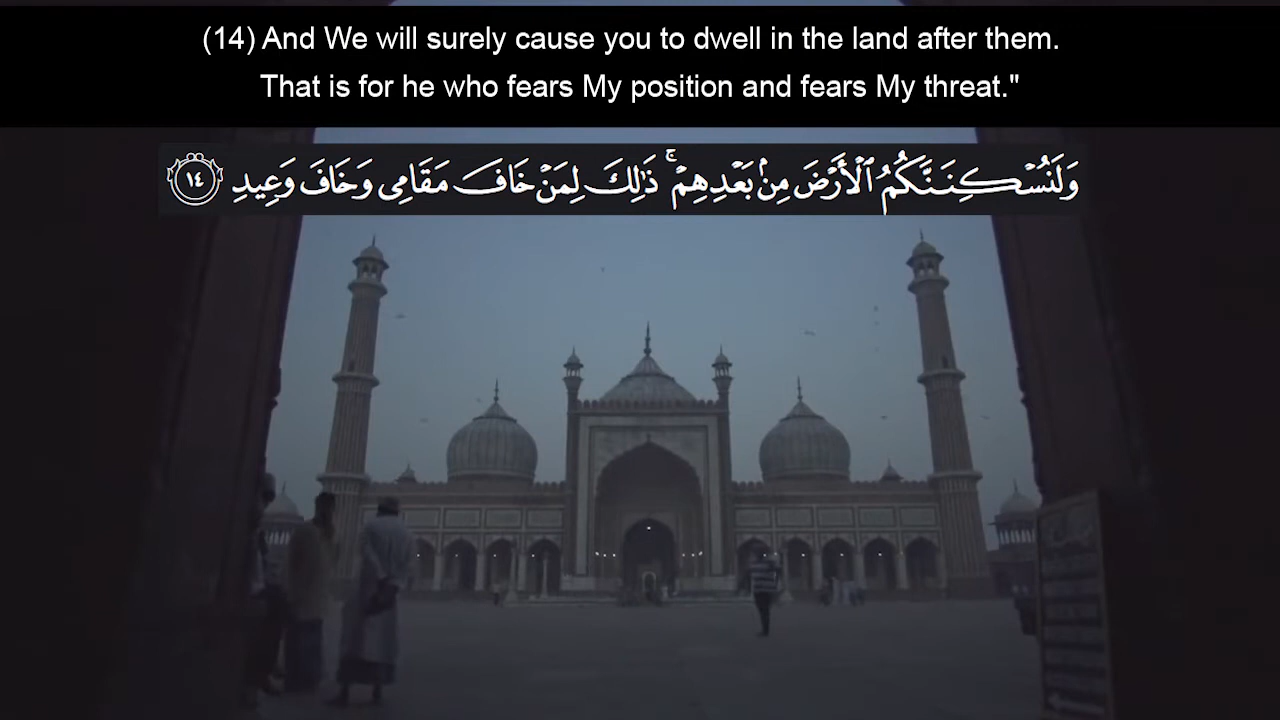 (14) And We will surely cause you to dwell in the land after them.
That is for he who fears My position and fears My threat."
وَلَنُسْكِنَنَّكُمُ ٱلْأَرْضَ مِنۢ بَعْدِهِمْ ۚ ذَٰلِكَ لِمَنْ خَافَ مَقَامِى وَخَافَ وَعِيدِ ١٤